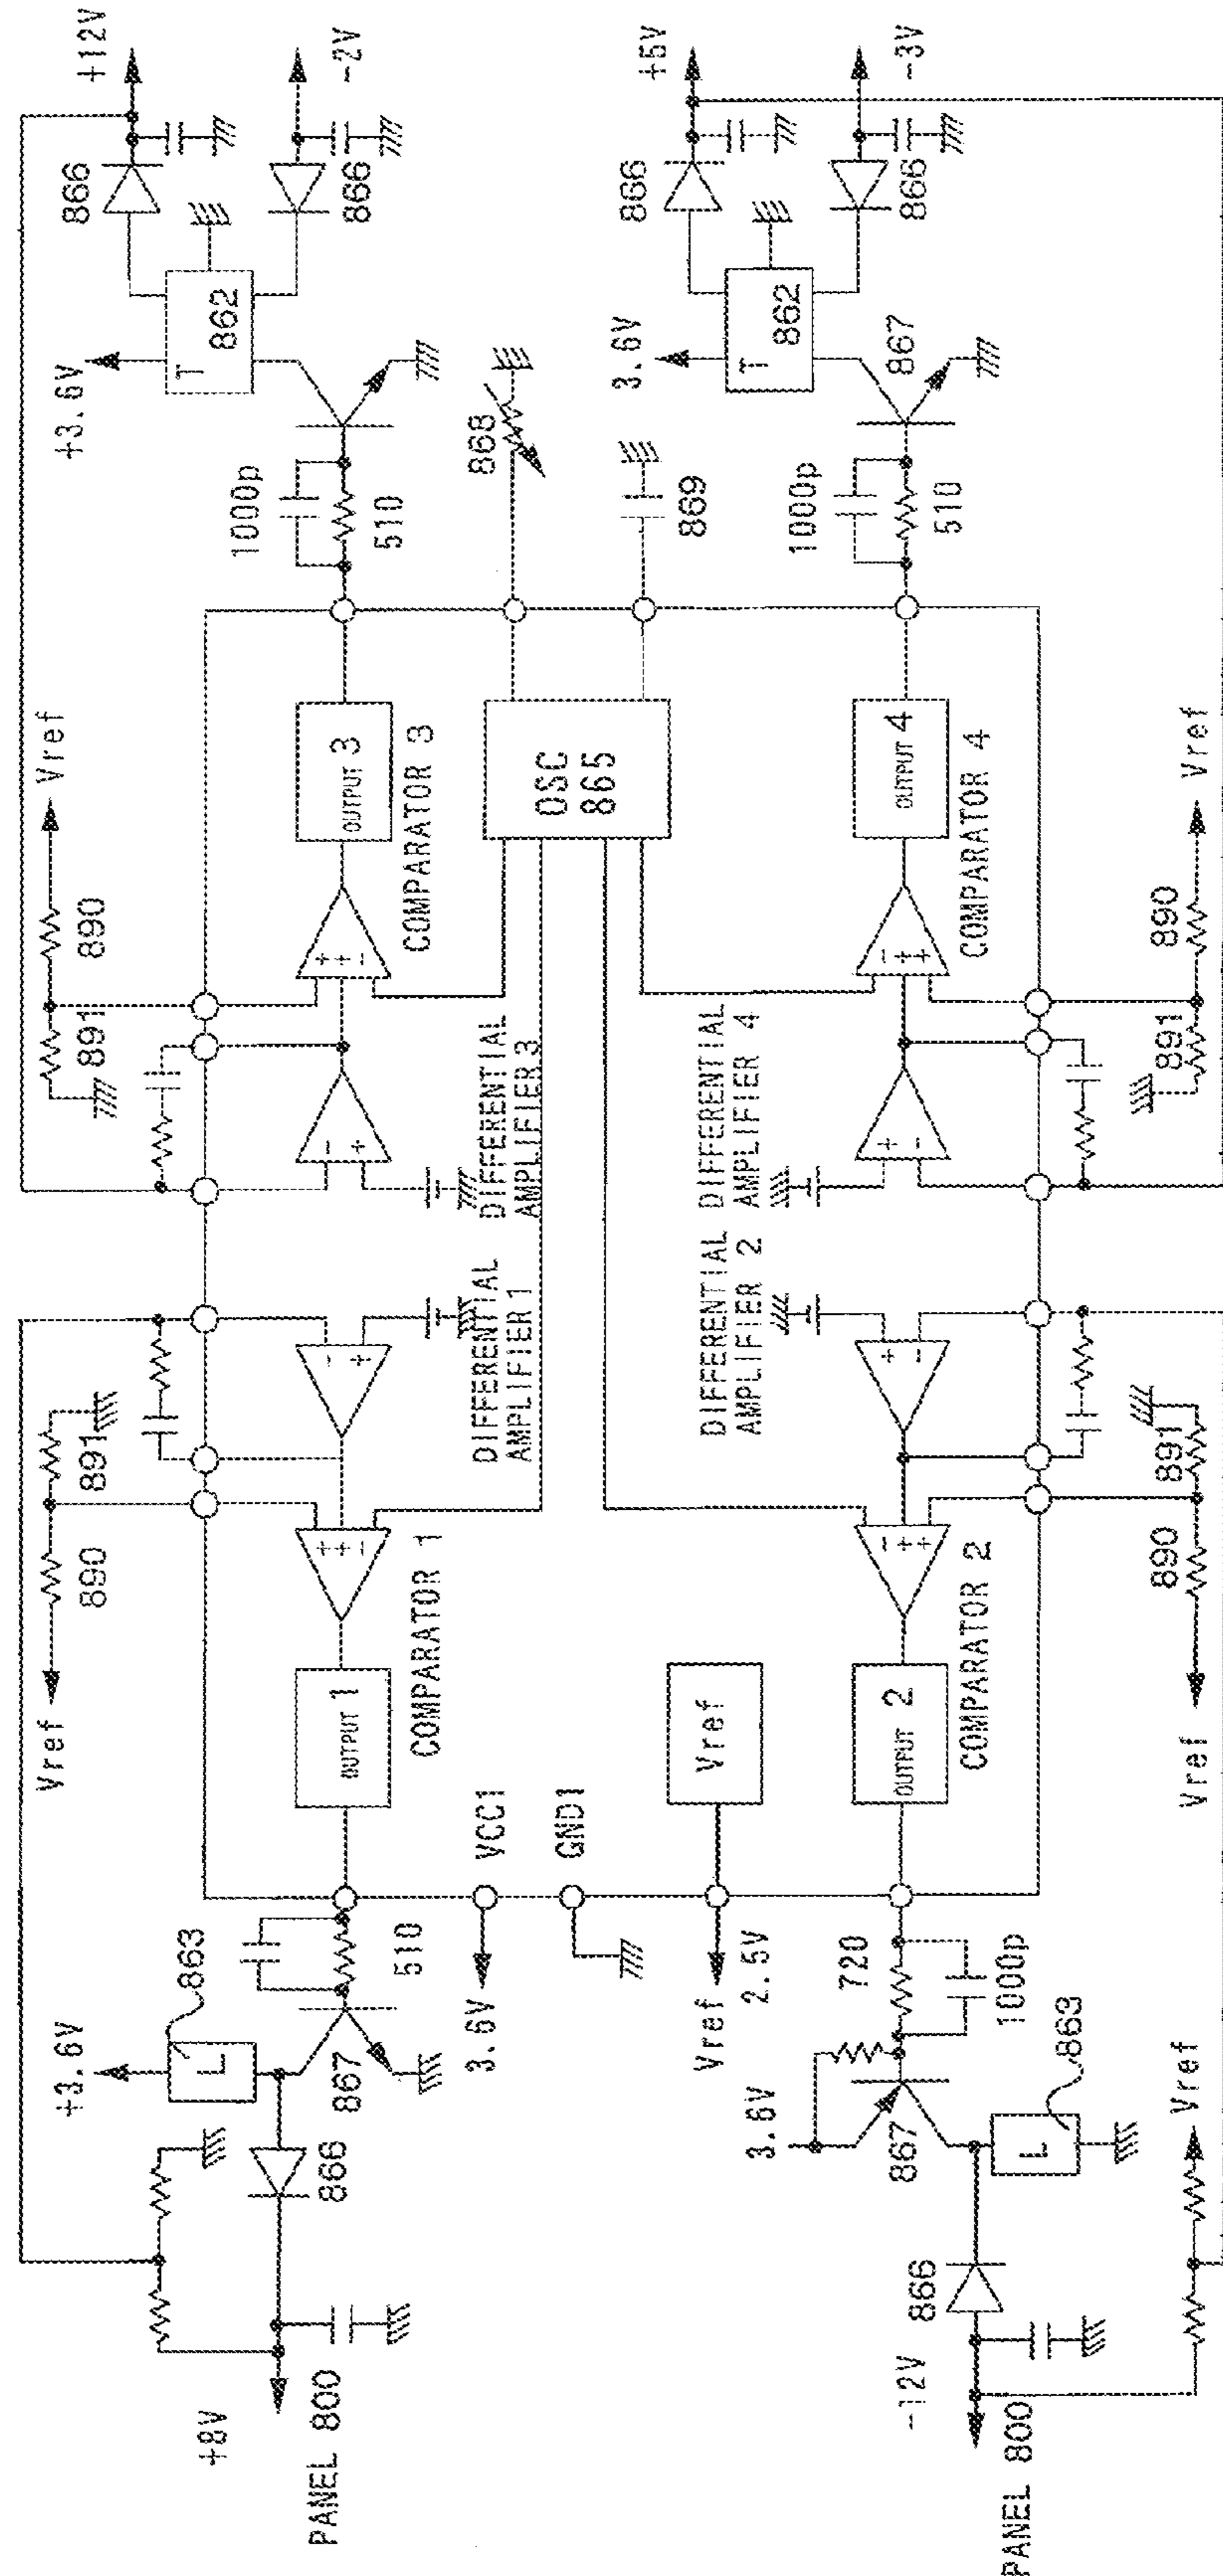 Vref
890
891
Vref
890
891
+3.6V
+12V
863
+3.6V
866
1000p
862
T
-2V
+8V
L
866
867
510
OUTPUT 1
COMPARATOR 1
DIFFERENTIAL
AMPLIFIER 1
DIFFERENTIAL
AMPLIFIER 3
OUTPUT 3
COMPARATOR 3
510
866
PANEL 800
3.6V
VCC1
GND1
OSC
865
868
869
Vref
2.5V
Vref
DIFFERENTIAL
AMPLIFIER 2
DIFFERENTIAL
AMPLIFIER 4
3.6V
+5V
866
3.6V
720
862
T
1000p
-3V
-12V
866
867
1000p
OUTPUT 2
COMPARATOR 2
OUTPUT 4
COMPARATOR 4
510
867
866
PANEL 800
L
863
Vref
Vref
890
891
891
890
Vref